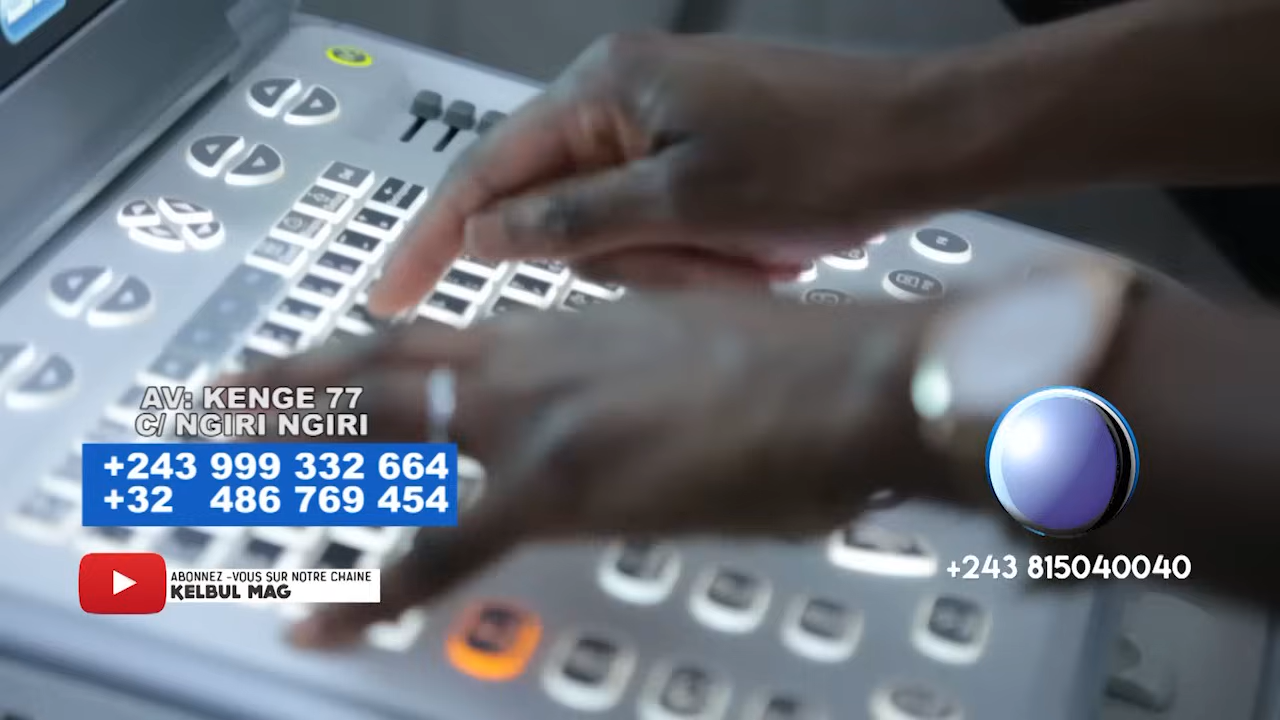 AV: KENGE 77
C/ NGIRI NGIRI
+243 999 332 664
+32 486 769 454
ABONNEZ -VOUS SUR NOTRE CHAINE
KELBUL MAG
+243 815040040